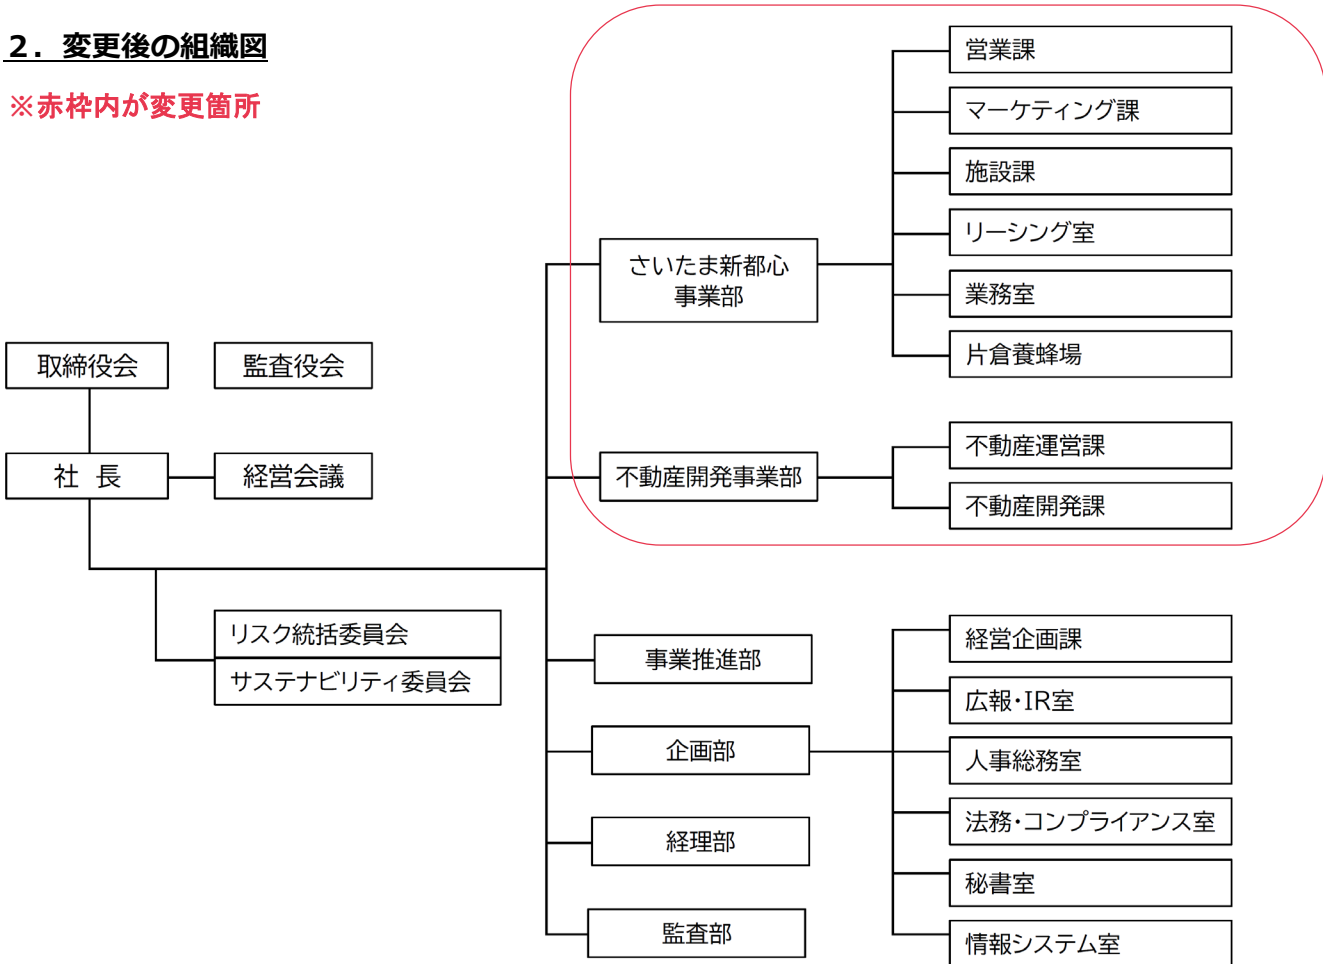 2．変更後の組織図
※赤枠内が変更箇所
取締役会
監査役会
社 長
経営会議
リスク統括委員会
サステナビリティ委員会
さいたま新都心
事業部
営業課
マーケティング課
施設課
リーシング室
業務室
片倉養蜂場
不動産開発事業部
不動産運営課
不動産開発課
事業推進部
企画部
経営企画課
広報・IR室
人事総務室
法務・コンプライアンス室
秘書室
情報システム室
経理部
監査部